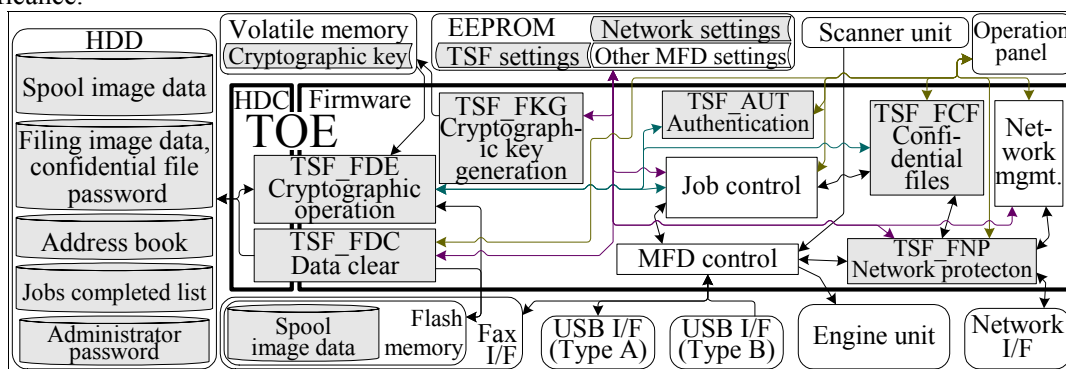 ficance.
HDD
Spool image data
Filing image data,
confidential file
password
Address book
Jobs completed list
Administrator
password
Volatile memory
Cryptographic key
EEPROM
Network settings
TSF settings
Other MFD settings
Scanner unit
Operation
panel
HDC
Firmware
TOE
TSF_FKG
Cryptograph-
ic key
generation
TSF_AUT
Authentication
TSF_FCF
Confi-
dential
files
Net-
work
mgmt.
TSF_FDE
Cryptographic
operation
Job control
TSF_FDC
Data clear
MFD control
TSF_FNP
Network protecton
Spool
image data
Flash
memory
Fax
I/F
USB I/F
(Type A)
USB I/F
(Type B)
Engine unit
Network
I/F